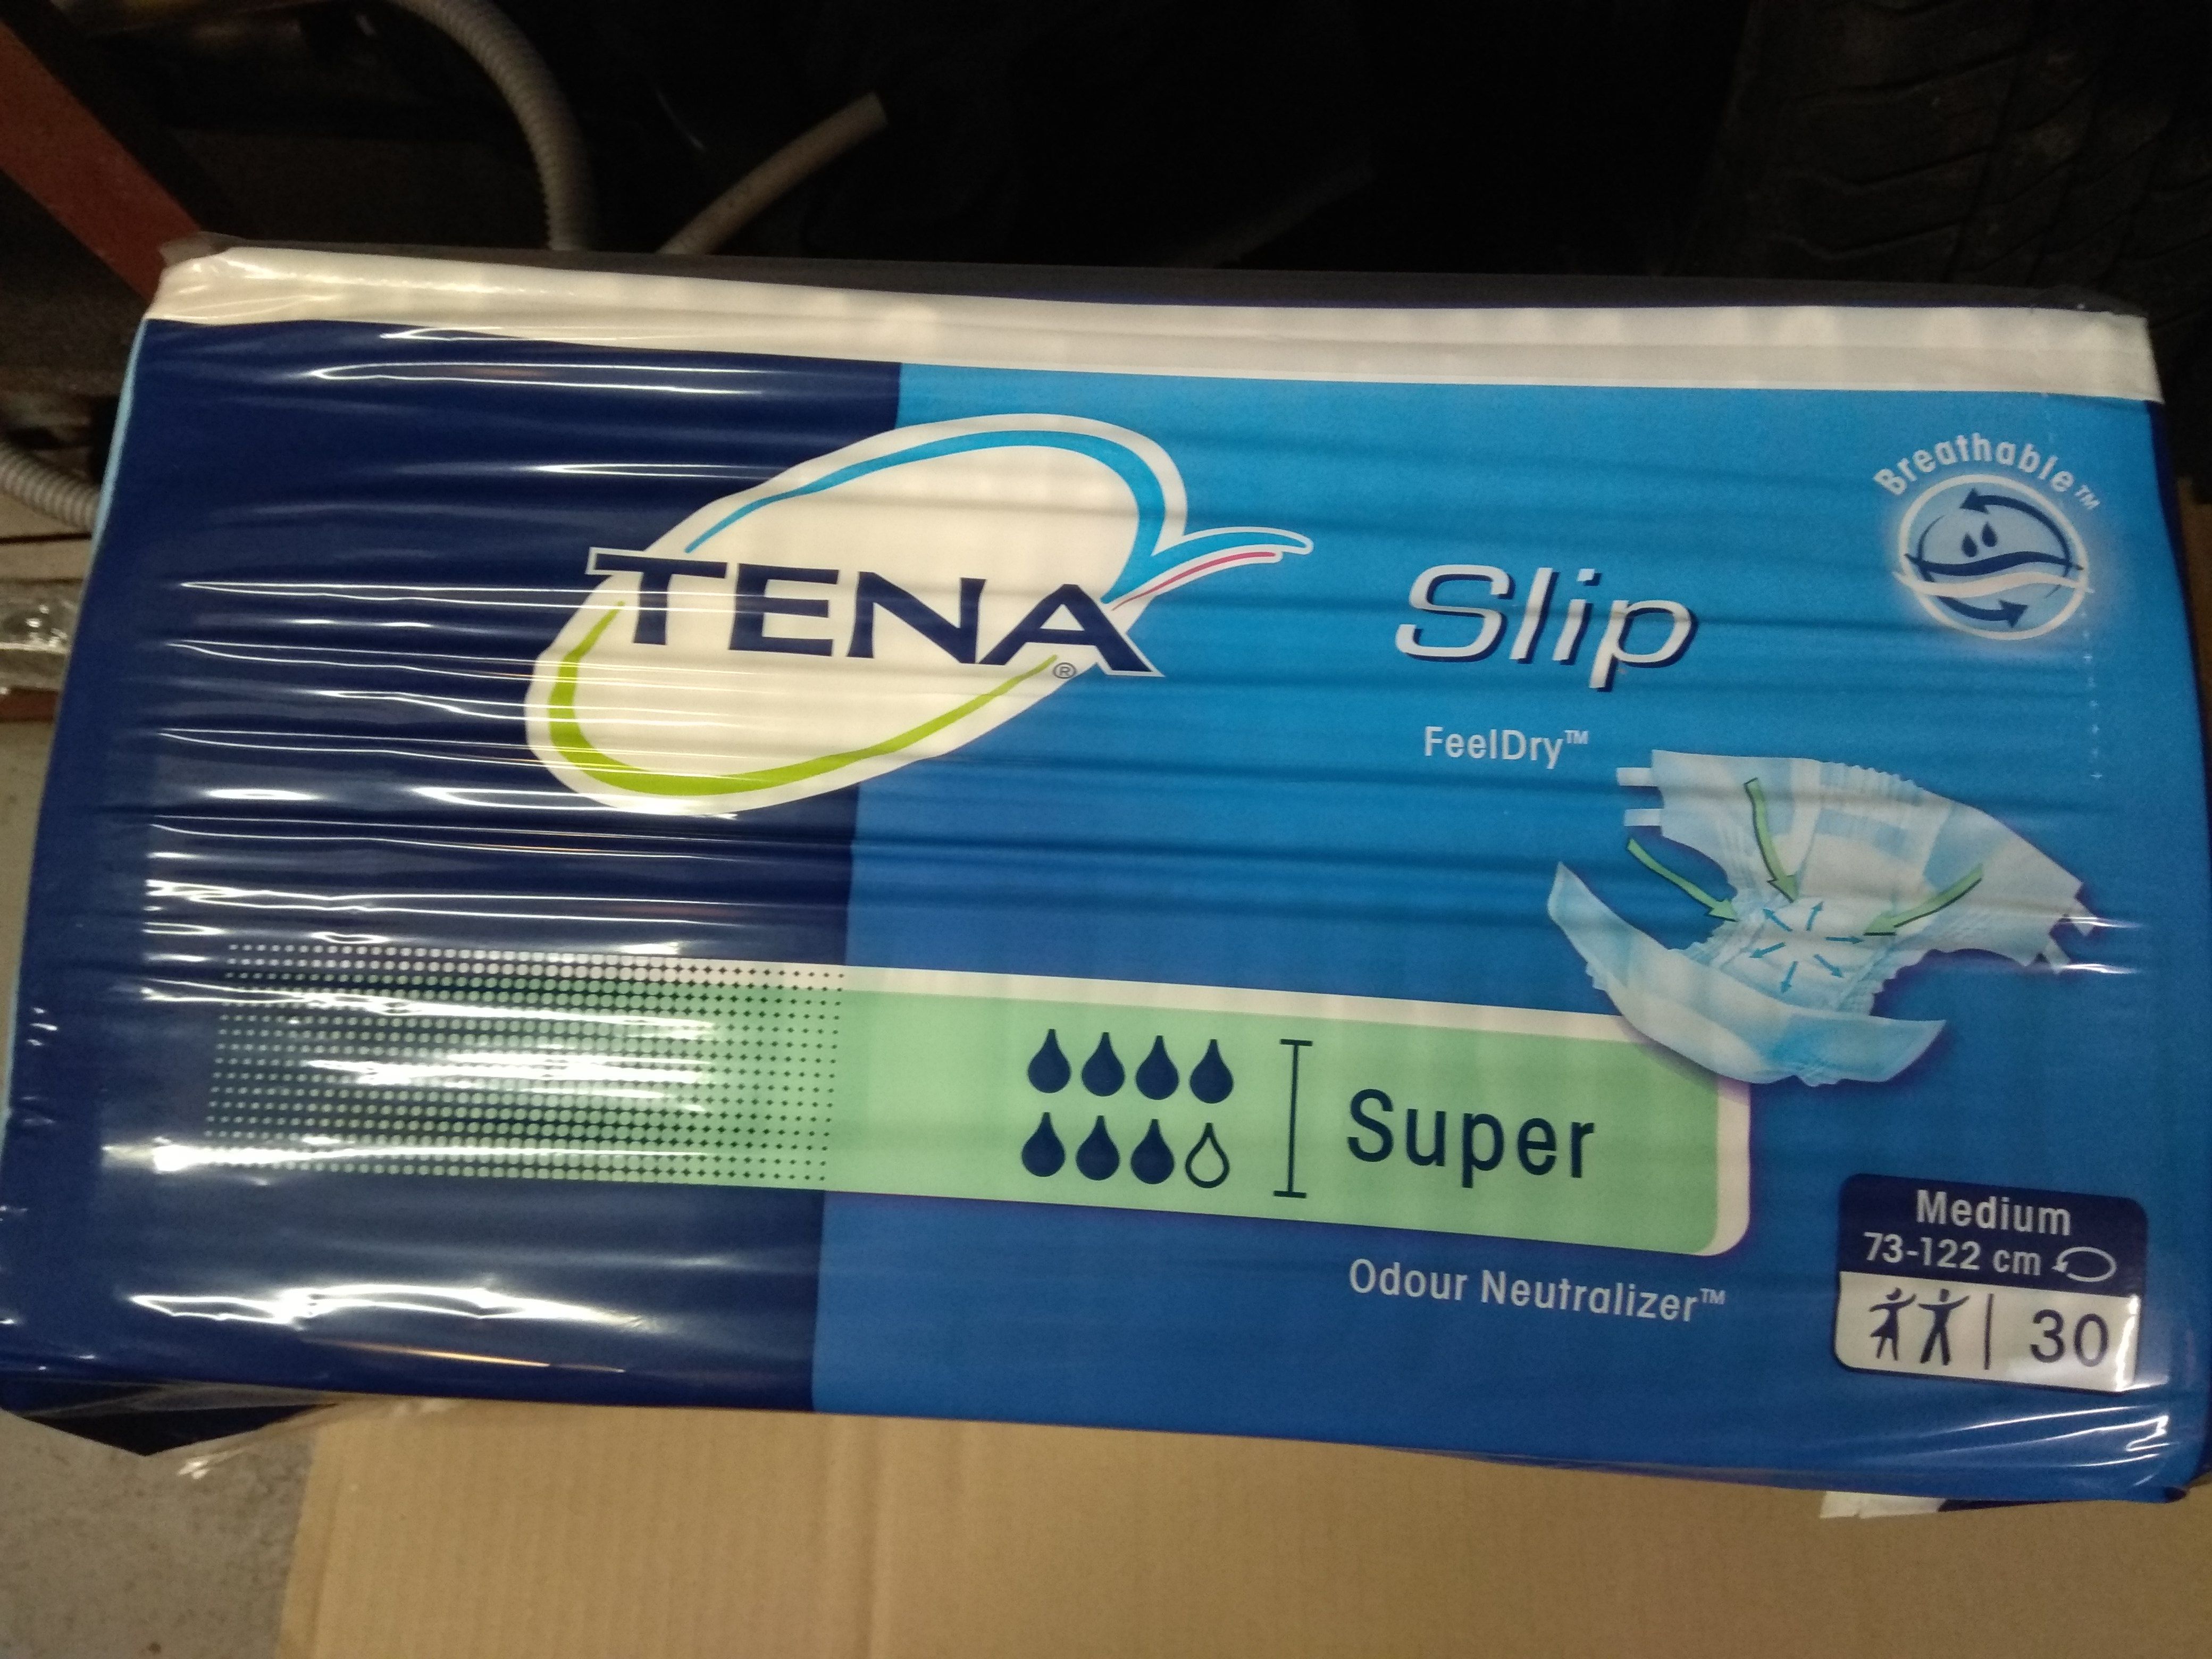 Breathable™
TENA®
Slip
FeelDry™
Super
Odour Neutralizer™
Medium
73-122 cm
30